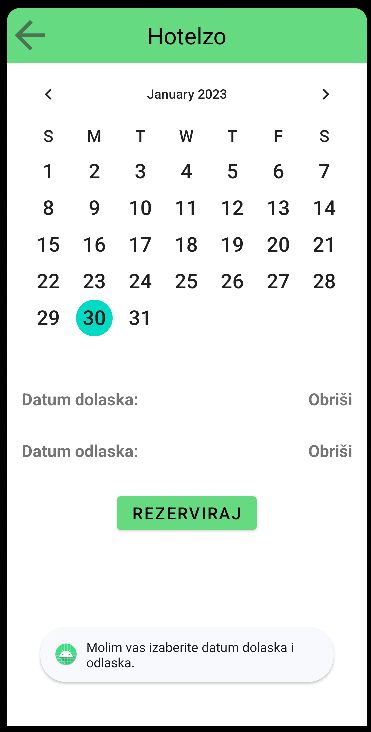 Hotelzo
January 2023
S M T W T F S
1 2 3 4 5 6 7
8 9 10 11 12 13 14
15 16 17 18 19 20 21
22 23 24 25 26 27 28
29 30 31
Datum dolaska: Obriši
Datum odlaska: Obriši
REZERVIRAJ
Molim vas izaberite datum dolaska i
odlaska.